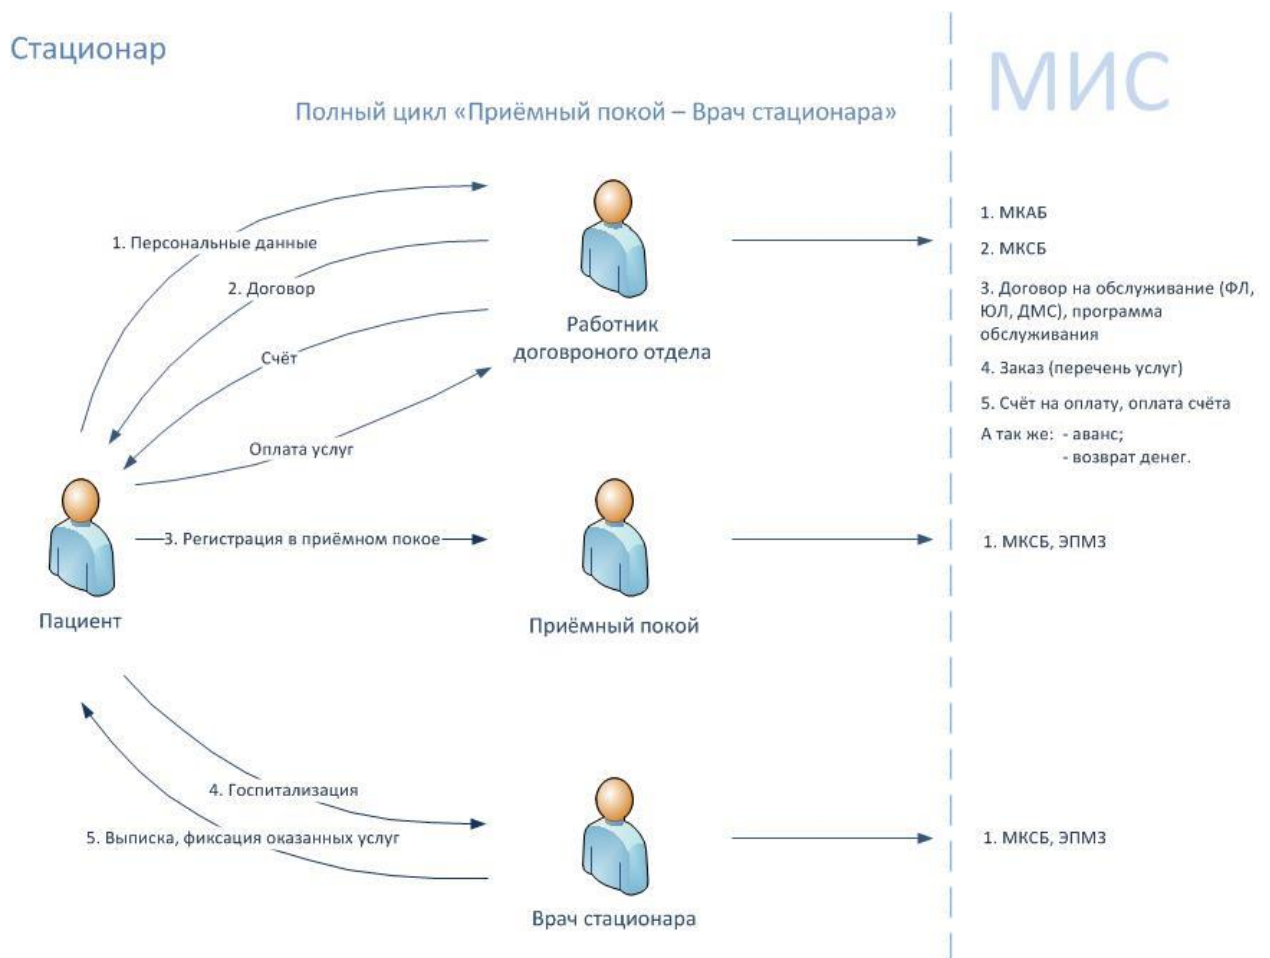 Стационар
МИС
Полный цикл «Приёмный покой – Врач стационара»
1. Персональные данные
2. Договор
Счёт
Оплата услуг
Работник
договроного отдела
1. МКАБ
2. МКСБ
3. Договор на обслуживание (ФЛ,
ЮЛ, ДМС), программа
обслуживания
4. Заказ (перечень услуг)
5. Счёт на оплату, оплата счёта
А так же: - аванс;
- возврат денег.
3. Регистрация в приёмном покое
1. МКСБ, ЭПМЗ
Пациент
Приёмный покой
4. Госпитализация
5. Выписка, фиксация оказанных услуг
1. МКСБ, ЭПМЗ
Врач стационара